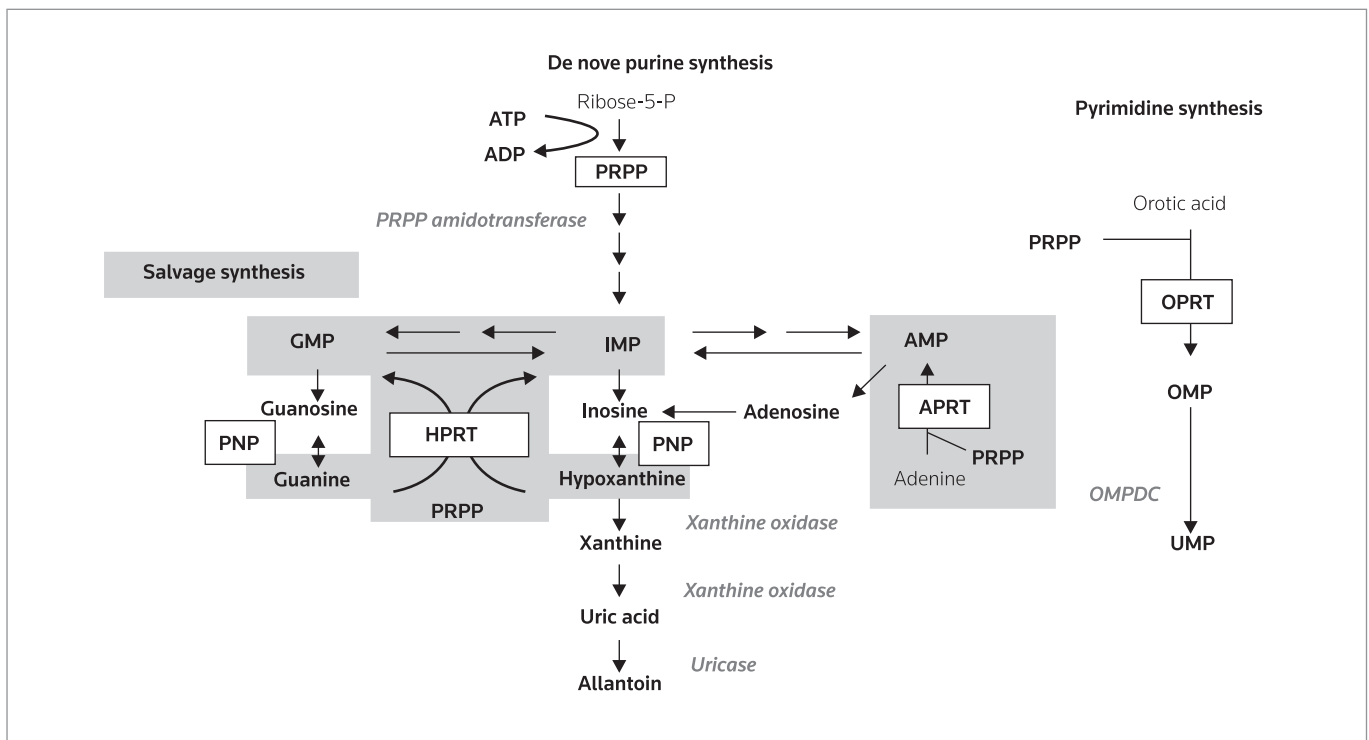 De nove purine synthesis
Ribose-5-P
Pyrimidine synthesis
ATP
ADP
PRPP
PRPP amidotransferase
Orotic acid
PRPP
Salvage synthesis
OPRT
GMP
IMP
AMP
OMP
Guanosine
Inosine
Adenosine
APRT
PNP
HPRT
PNP
PRPP
Guanine
Hypoxanthine
Adenine
OMPDC
PRPP
Xanthine oxidase
Xanthine
UMP
Xanthine oxidase
Uric acid
Uricase
Allantoin